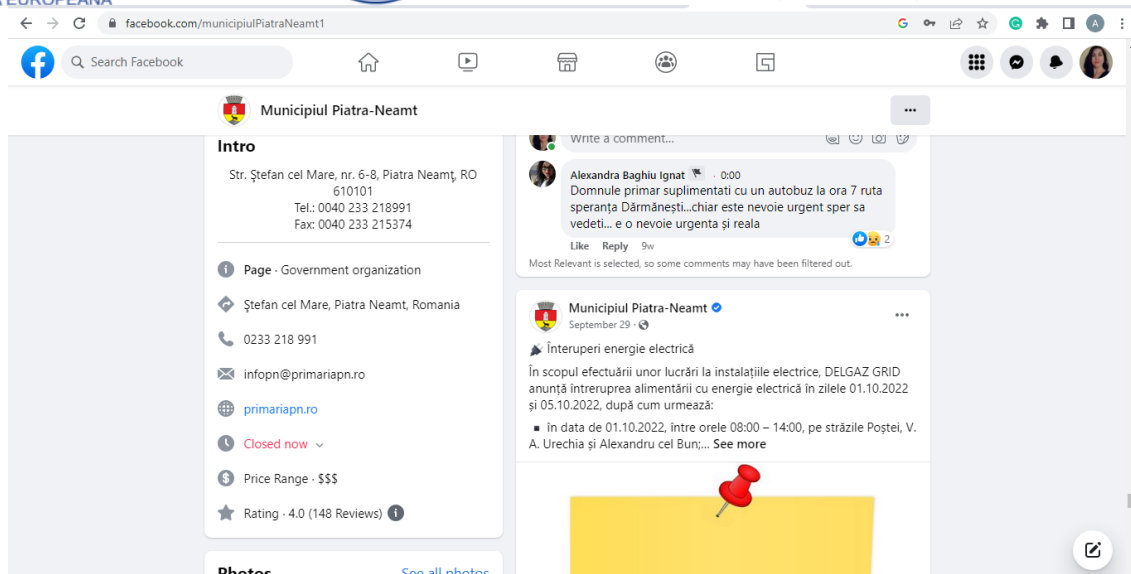 EUROPEANA
facebook.com/municipiulPiatraNeamt1
G
A
Search Facebook
Municipiul Piatra-Neamt
Intro
Str. Ștefan cel Mare, nr. 6-8, Piatra Neamţ, RO
610101
Tel.: 0040 233 218991
Fax: 0040 233 215374
Page · Government organization
Ștefan cel Mare, Piatra Neamt, Romania
0233 218 991
infopn@primariapn.ro
primariapn.ro
Closed now
Price Range · $$$
Rating · 4.0 (148 Reviews)
Photos
See all photos
Write a comment...
Alexandra Baghiu Ignat · 0:00
Domnule primar suplimentati cu un autobuz la ora 7 ruta
speranța Dărmănești...chiar este nevoie urgent sper sa
vedeti... e o nevoie urgenta și reala
2
Like Reply 9w
Most Relevant is selected, so some comments may have been filtered out.
Municipiul Piatra-Neamt
September 29 ·
Înteruperi energie electrică
În scopul efectuării unor lucrări la instalațiile electrice, DELGAZ GRID
anunță întreruprea alimentării cu energie electrică în zilele 01.10.2022
și 05.10.2022, după cum urmează:
▪ în data de 01.10.2022, între orele 08:00 – 14:00, pe străzile Poștei, V.
A. Urechia și Alexandru cel Bun;... See more